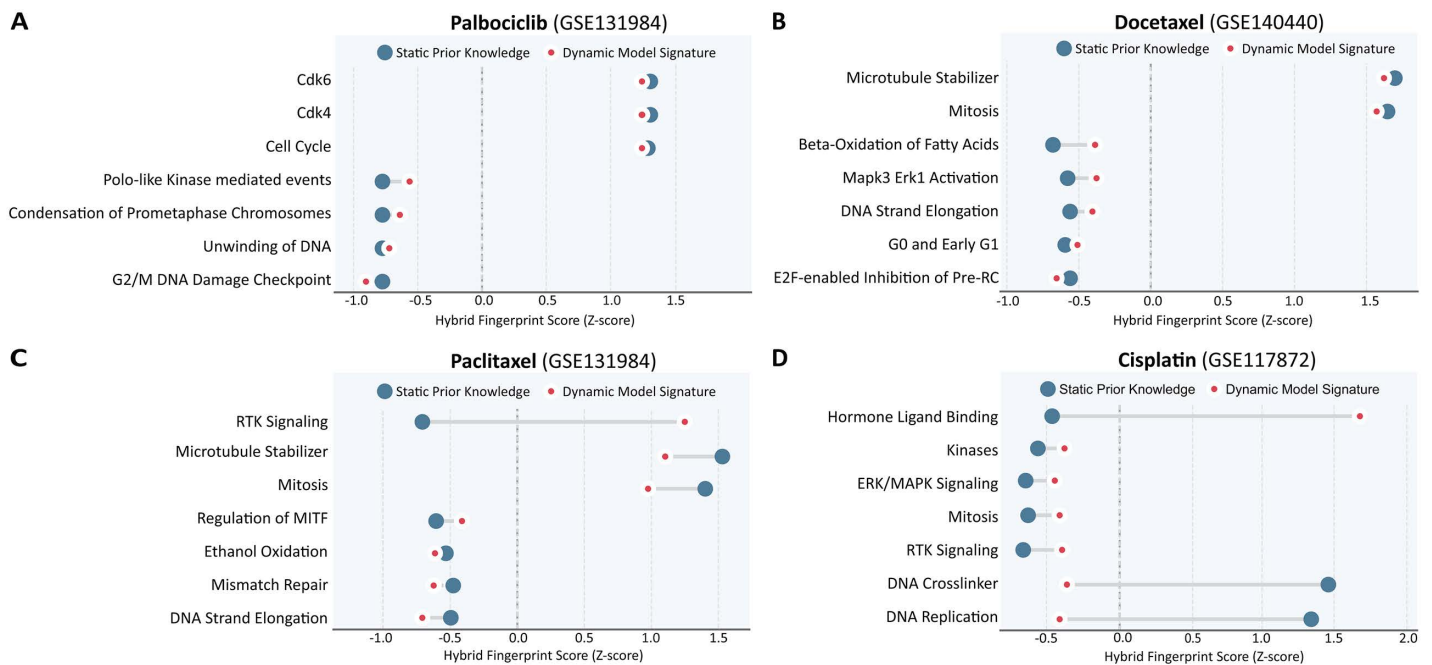 A
Palbociclib (GSE131984)
Static Prior Knowledge Dynamic Model Signature
Cdk6
Cdk4
Cell Cycle
Polo-like Kinase mediated events
Condensation of Prometaphase Chromosomes
Unwinding of DNA
G2/M DNA Damage Checkpoint
-1.0 -0.5 0.0 0.5 1.0 1.5
Hybrid Fingerprint Score (Z-score)
B
Docetaxel (GSE140440)
Static Prior Knowledge Dynamic Model Signature
Microtubule Stabilizer
Mitosis
Beta-Oxidation of Fatty Acids
Mapk3 Erk1 Activation
DNA Strand Elongation
G0 and Early G1
E2F-enabled Inhibition of Pre-RC
-1.0 -0.5 0.0 0.5 1.0 1.5
Hybrid Fingerprint Score (Z-score)
C
Paclitaxel (GSE131984)
Static Prior Knowledge Dynamic Model Signature
RTK Signaling
Microtubule Stabilizer
Mitosis
Regulation of MITF
Ethanol Oxidation
Mismatch Repair
DNA Strand Elongation
-1.0 -0.5 0.0 0.5 1.0 1.5
Hybrid Fingerprint Score (Z-score)
D
Cisplatin (GSE117872)
Static Prior Knowledge Dynamic Model Signature
Hormone Ligand Binding
Kinases
ERK/MAPK Signaling
Mitosis
RTK Signaling
DNA Crosslinker
DNA Replication
-0.5 0.0 0.5 1.0 1.5 2.0
Hybrid Fingerprint Score (Z-score)